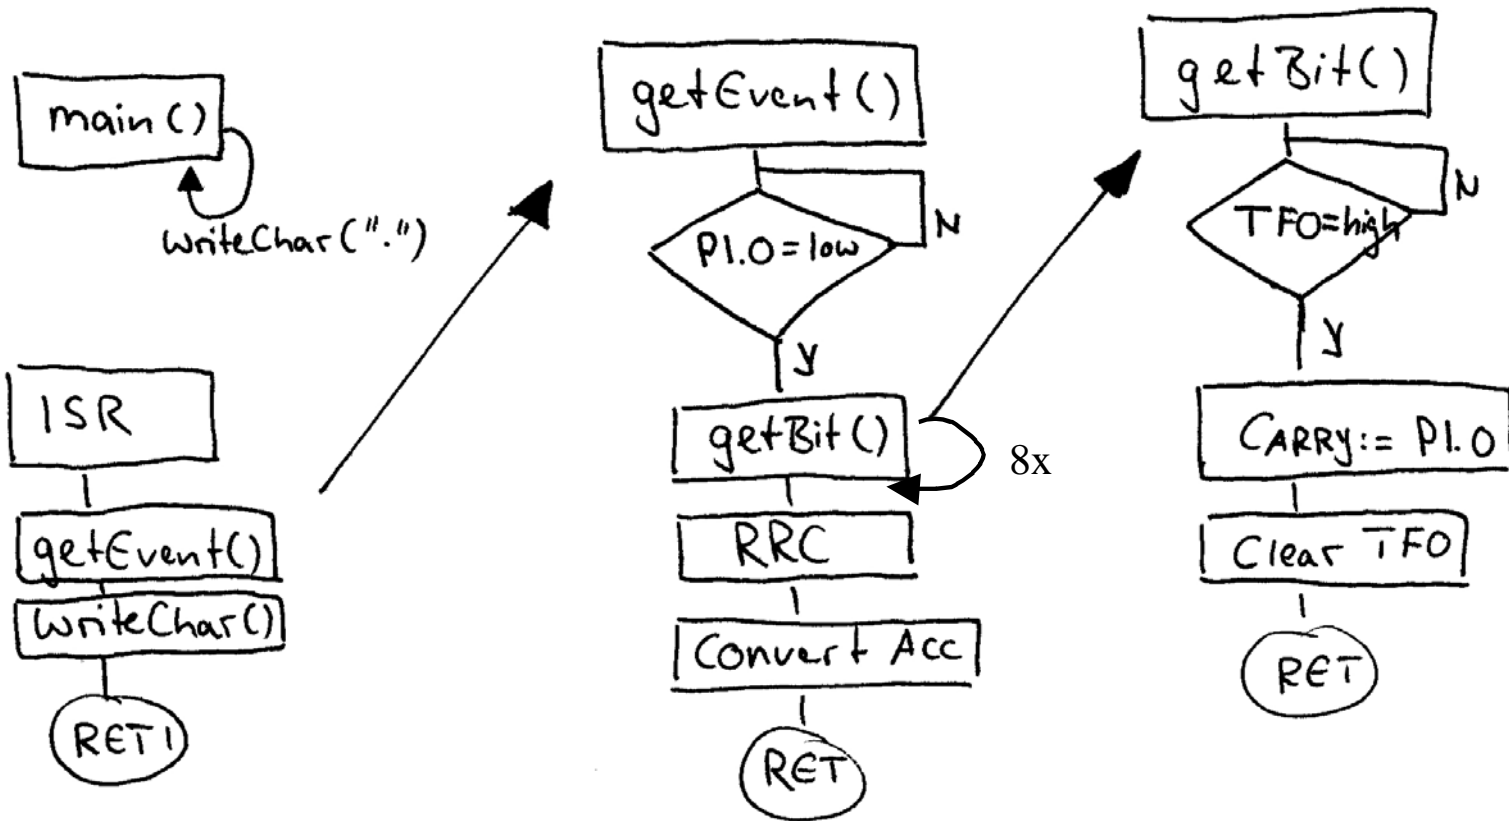 main()
writeChar(".")
ISR
getEvent()
writeChar()
RETI
getEvent()
P1.0=low
N
y
getBit()
8x
RRC
Convert Acc
RET
getBit()
TF0=high
N
y
CARRY:= P1.0
Clear TF0
RET